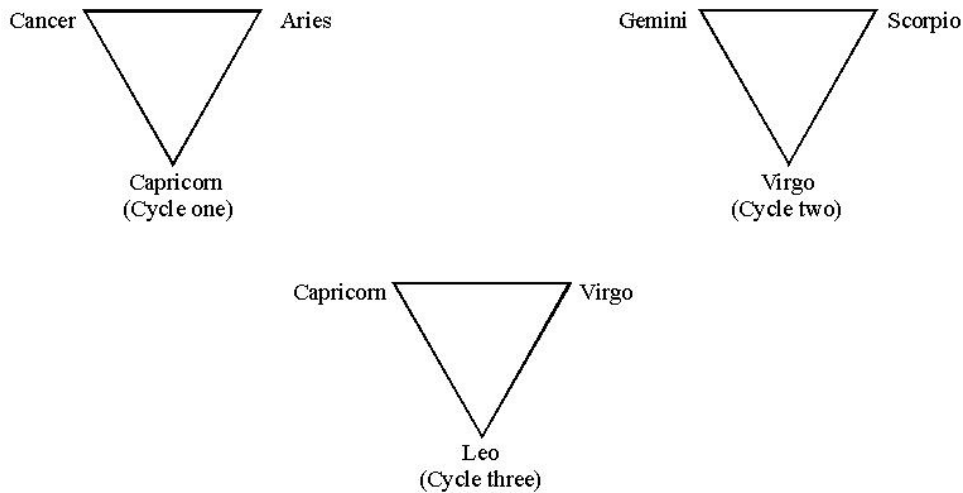 Cancer Aries
Capricorn
(Cycle one)
Gemini Scorpio
Virgo
(Cycle two)
Capricorn Virgo
Leo
(Cycle three)